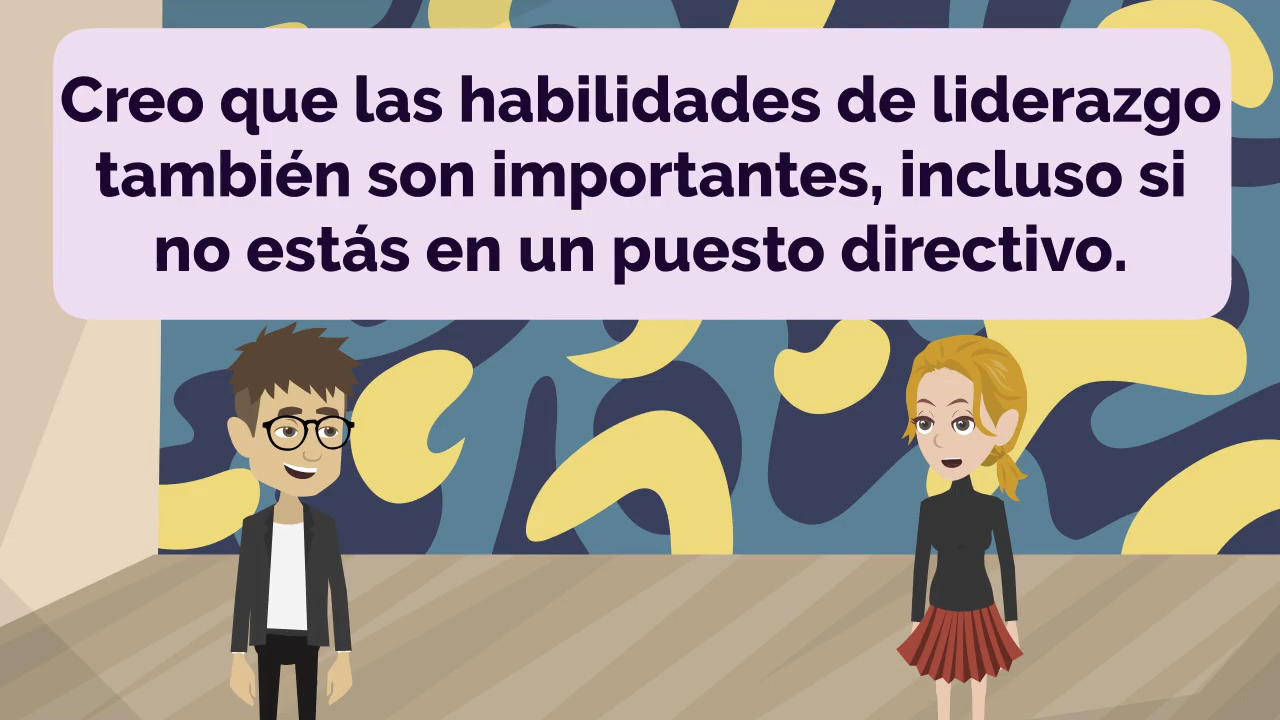 Creo que las habilidades de liderazgo
también son importantes, incluso si
no estás en un puesto directivo.